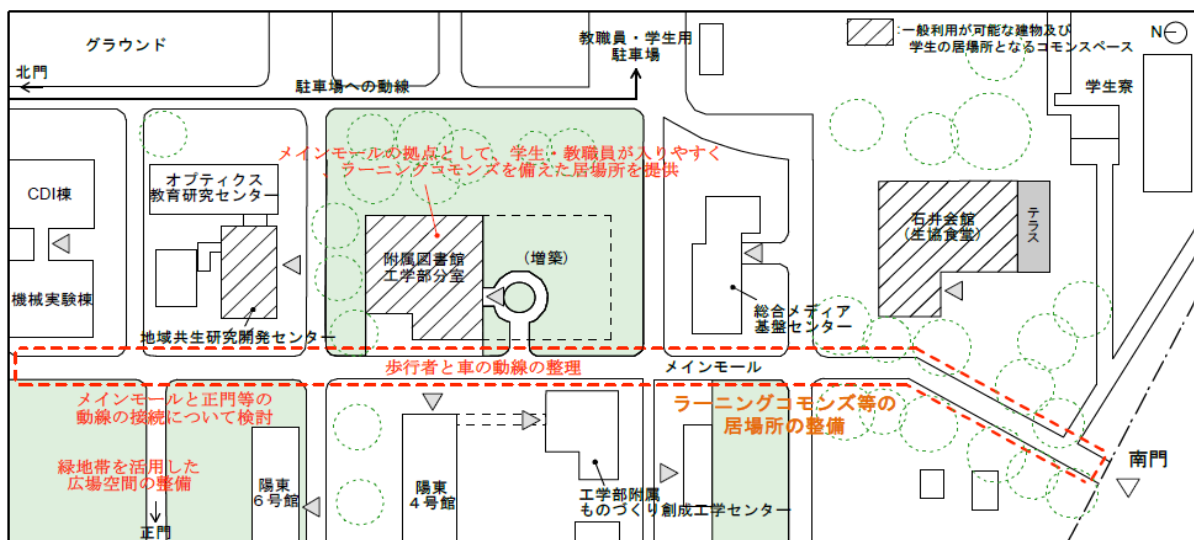 グラウンド
北門
駐車場への動線
教職員・学生用
駐車場
:一般利用が可能な建物及び
学生の居場所となるコモンスペース
N
学生寮
メインモールの拠点として、学生・教職員が入りやすく
、ラーニングコモンズを備えた居場所を提供
CDI棟
オプティクス
教育研究センター
機械実験棟
地域共生研究開発センター
附属図書館
工学部分室
(増築)
総合メディア
基盤センター
石井会館
(生協食堂)
テラス
歩行者と車の動線の整理
メインモール
メインモールと正門等の
動線の接続について検討
ラーニングコモンズ等の
居場所の整備
緑地帯を活用した
広場空間の整備
正門
陽東
6号館
陽東
4号館
工学部附属
ものづくり創成工学センター
南門